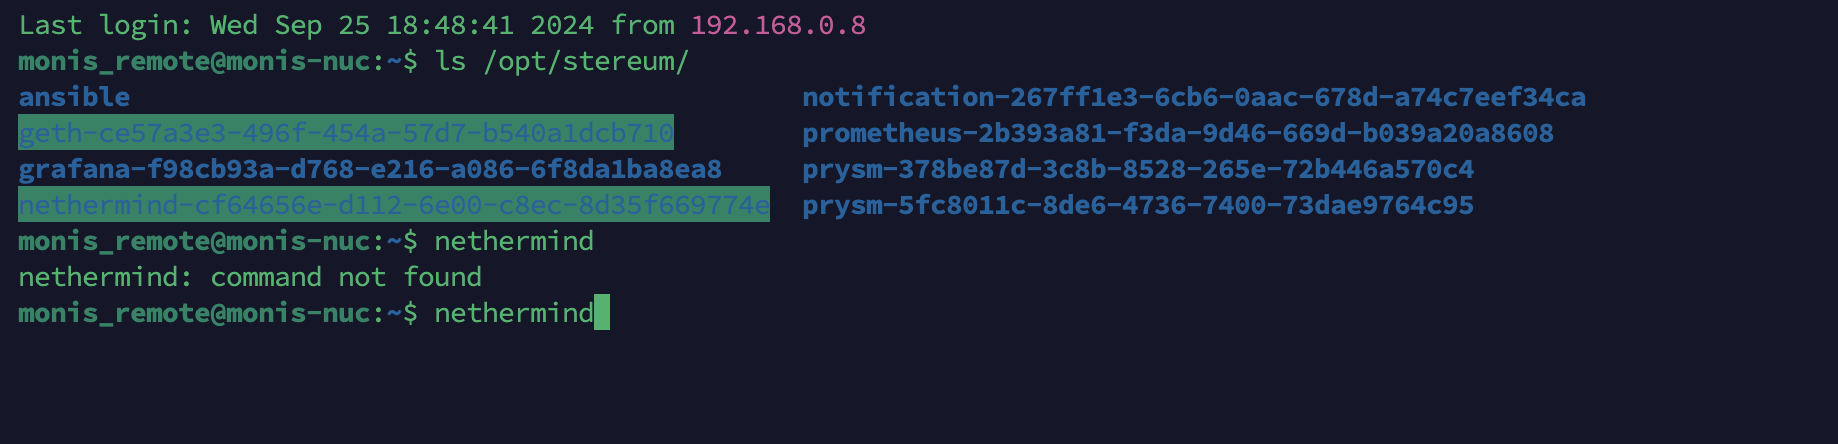 Last login: Wed Sep 25 18:48:41 2024 from 192.168.0.8
monis_remote@monis-nuc:~$ ls /opt/stereum/
ansible notification-267ff1e3-6cb6-0aac-678d-a74c7eef34ca
geth-ce57a3e3-496f-454a-57d7-b540a1dcb710 prometheus-2b393a81-f3da-9d46-669d-b039a20a8608
grafana-f98cb93a-d768-e216-a086-6f8da1ba8ea8 prysm-378be87d-3c8b-8528-265e-72b446a570c4
nethermind-cf64656e-d112-6e00-c8ec-8d35f669774e prysm-5fc8011c-8de6-4736-7400-73dae9764c95
monis_remote@monis-nuc:~$ nethermind
nethermind: command not found
monis_remote@monis-nuc:~$ nethermind